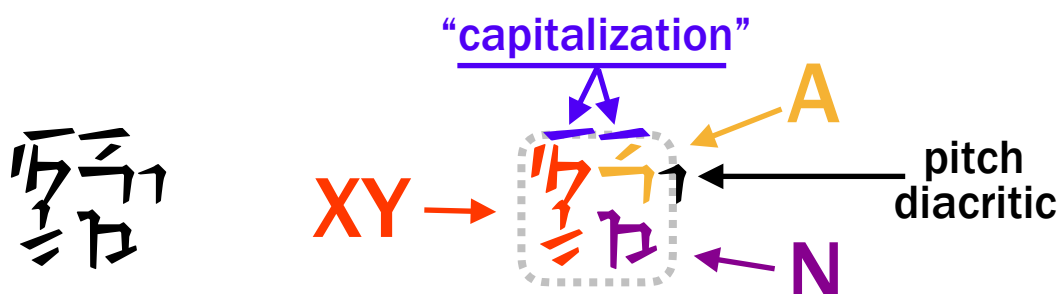 “capitalization”
A
XY
pitch
diacritic
N